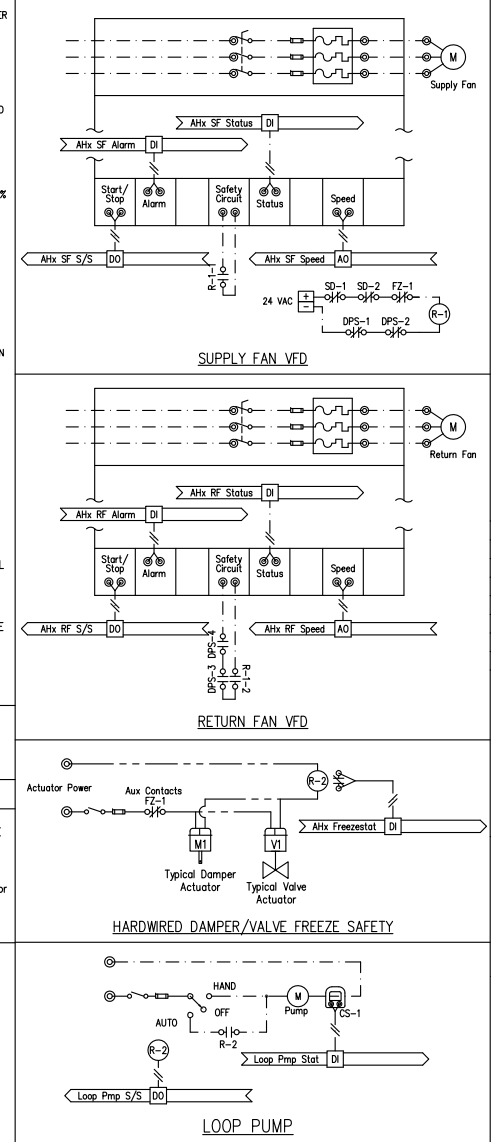 ER
M
Supply Fan
D
AHx SF Status DI
AHx SF Alarm DI
%
Start/
Stop
Alarm
Safety
Circuit
Status
Speed
AHx SF S/S DO
AHx SF Speed AO
R-1-1
24 VAC + - SD-1 SD-2 FZ-1
R-1
DPS-1 DPS-2
N
SUPPLY FAN VFD
M
Return Fan
AHx RF Status DI
AHx RF Alarm DI
L
Start/
Stop
Alarm
Safety
Circuit
Status
Speed
E
AHx RF S/S DO
AHx RF Speed AO
DPS-4
DPS-3
R-1-2
RETURN FAN VFD
Actuator Power
R-2
Aux Contacts
FZ-1
AHx Freezestat DI
M1
V1
Typical Damper
Actuator
Typical Valve
Actuator
or
HARDWIRED DAMPER/VALVE FREEZE SAFETY
HAND
OFF
AUTO
R-2
M
Pump
CS-1
R-2
Loop Pmp Stat DI
Loop Pmp S/S DO
LOOP PUMP